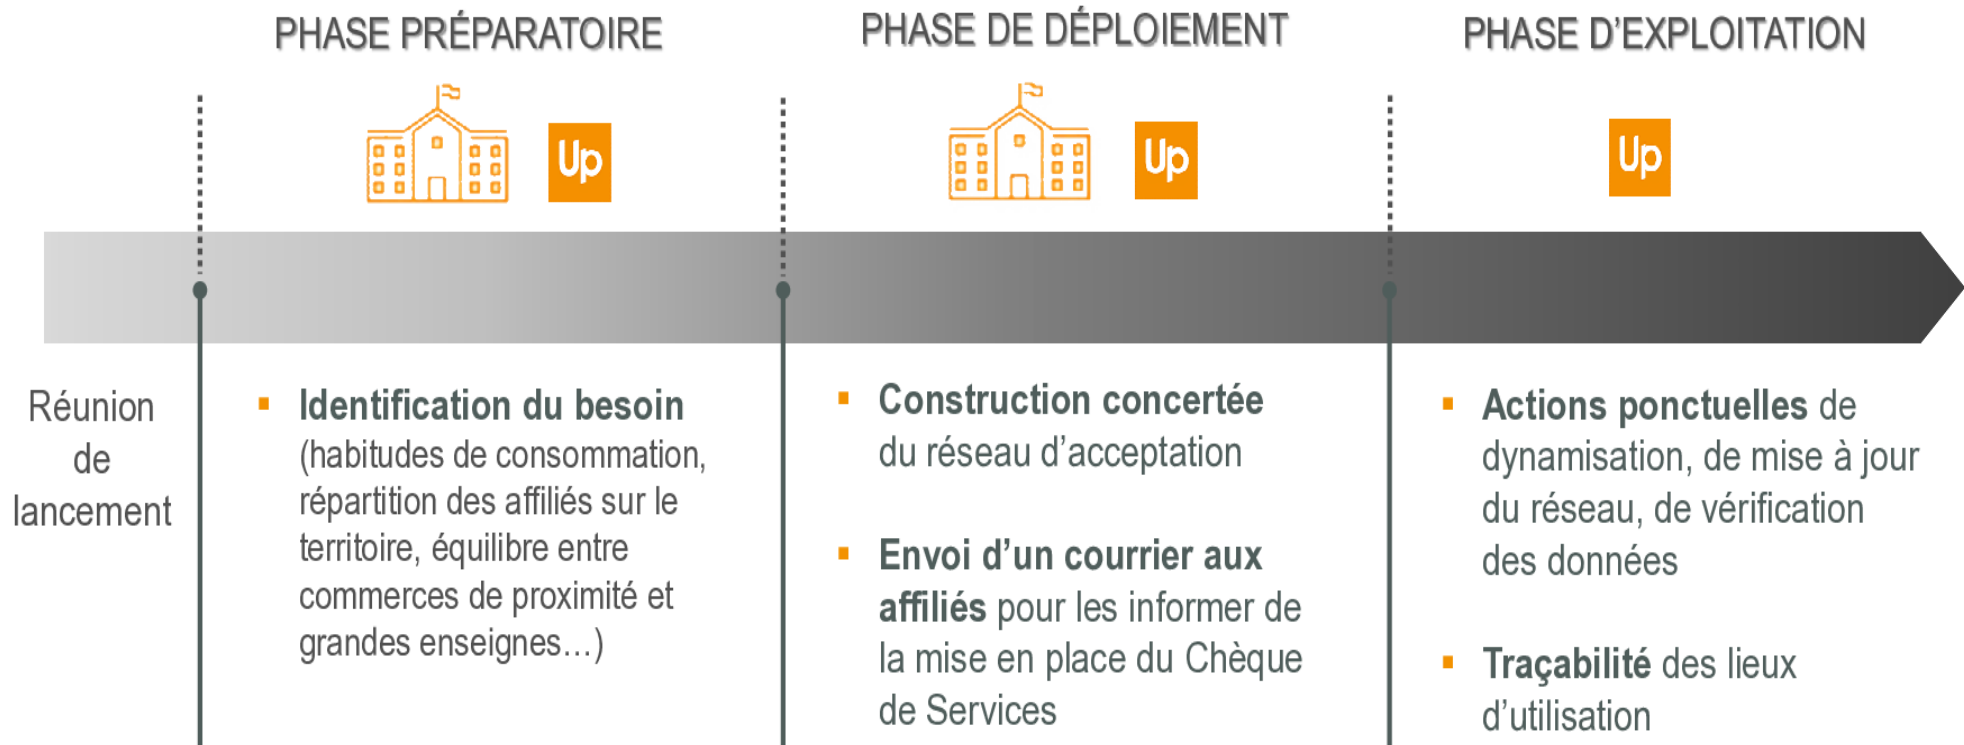 PHASE PRÉPARATOIRE
PHASE DE DÉPLOIEMENT
PHASE D'EXPLOITATION
Up
Up
Up
Réunion
de
lancement
▪ Identification du besoin
(habitudes de consommation,
répartition des affiliés sur le
territoire, équilibre entre
commerces de proximité et
grandes enseignes…)
▪ Construction concertée
du réseau d'acceptation
▪ Envoi d'un courrier aux
affiliés pour les informer de
la mise en place du Chèque
de Services
▪ Actions ponctuelles de
dynamisation, de mise à jour
du réseau, de vérification
des données
▪ Traçabilité des lieux
d'utilisation